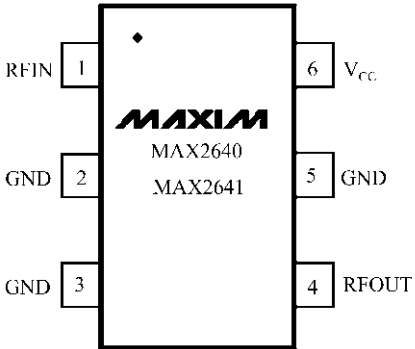 RFIN 1 6 VCC
MAXIM
MAX2640
MAX2641
GND 2 5 GND
GND 3 4 RFOUT